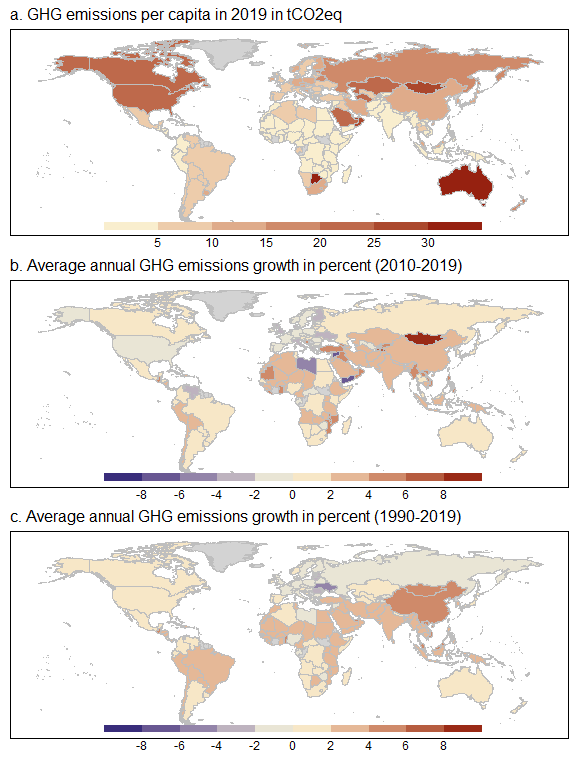 a. GHG emissions per capita in 2019 in tCO2eq
5 10 15 20 25 30
b. Average annual GHG emissions growth in percent (2010-2019)
-8 -6 -4 -2 0 2 4 6 8
c. Average annual GHG emissions growth in percent (1990-2019)
-8 -6 -4 -2 0 2 4 6 8